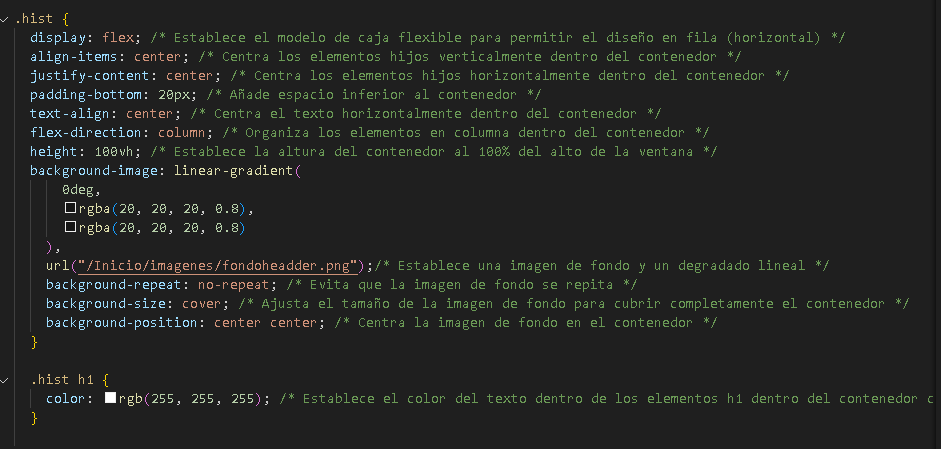 .hist {
display: flex; /* Establece el modelo de caja flexible para permitir el diseño en fila (horizontal) */
align-items: center; /* Centra los elementos hijos verticalmente dentro del contenedor */
justify-content: center; /* Centra los elementos hijos horizontalmente dentro del contenedor */
padding-bottom: 20px; /* Añade espacio inferior al contenedor */
text-align: center; /* Centra el texto horizontalmente dentro del contenedor */
flex-direction: column; /* Organiza los elementos en columna dentro del contenedor */
height: 100vh; /* Establece la altura del contenedor al 100% del alto de la ventana */
background-image: linear-gradient(
0deg,
rgba(20, 20, 20, 0.8),
rgba(20, 20, 20, 0.8)
),
url("/Inicio/imagenes/fondoheadder.png");/* Establece una imagen de fondo y un degradado lineal */
background-repeat: no-repeat; /* Evita que la imagen de fondo se repita */
background-size: cover; /* Ajusta el tamaño de la imagen de fondo para cubrir completamente el contenedor */
background-position: center center; /* Centra la imagen de fondo en el contenedor */
}
.hist h1 {
color: rgb(255, 255, 255); /* Establece el color del texto dentro de los elementos h1 dentro del contenedor c
}